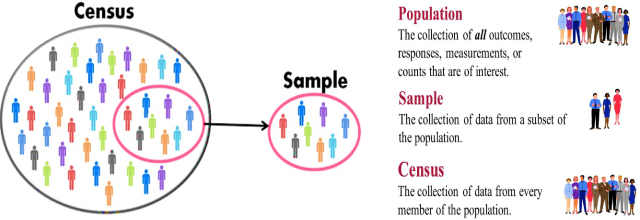 Census
Sample
Population
The collection of all outcomes,
responses, measurements, or
counts that are of interest.
Sample
The collection of data from a subset of
the population.
Census
The collection of data from every
member of the population.